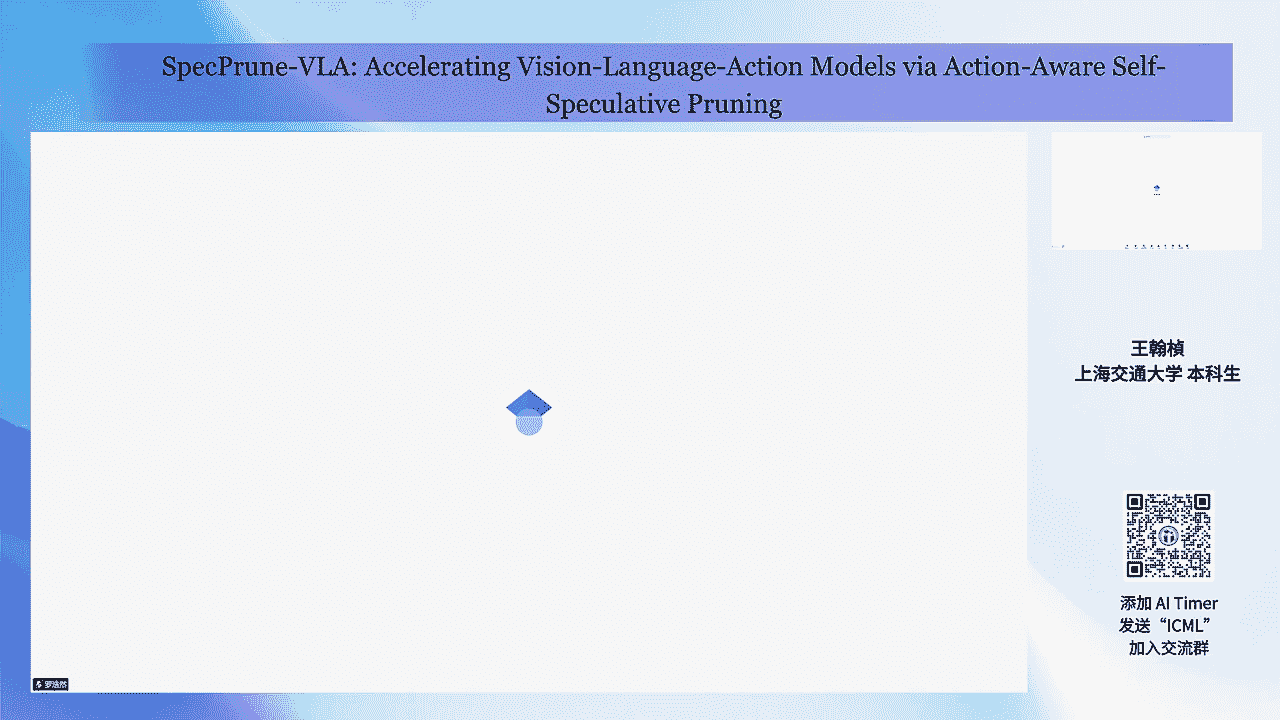 SpecPrune-VLA: Accelerating Vision-Language-Action Models via Action-Aware Self-
Speculative Pruning
王翰桢
上海交通大学 本科生
添加 AI Timer
发送“ICML”
加入交流群